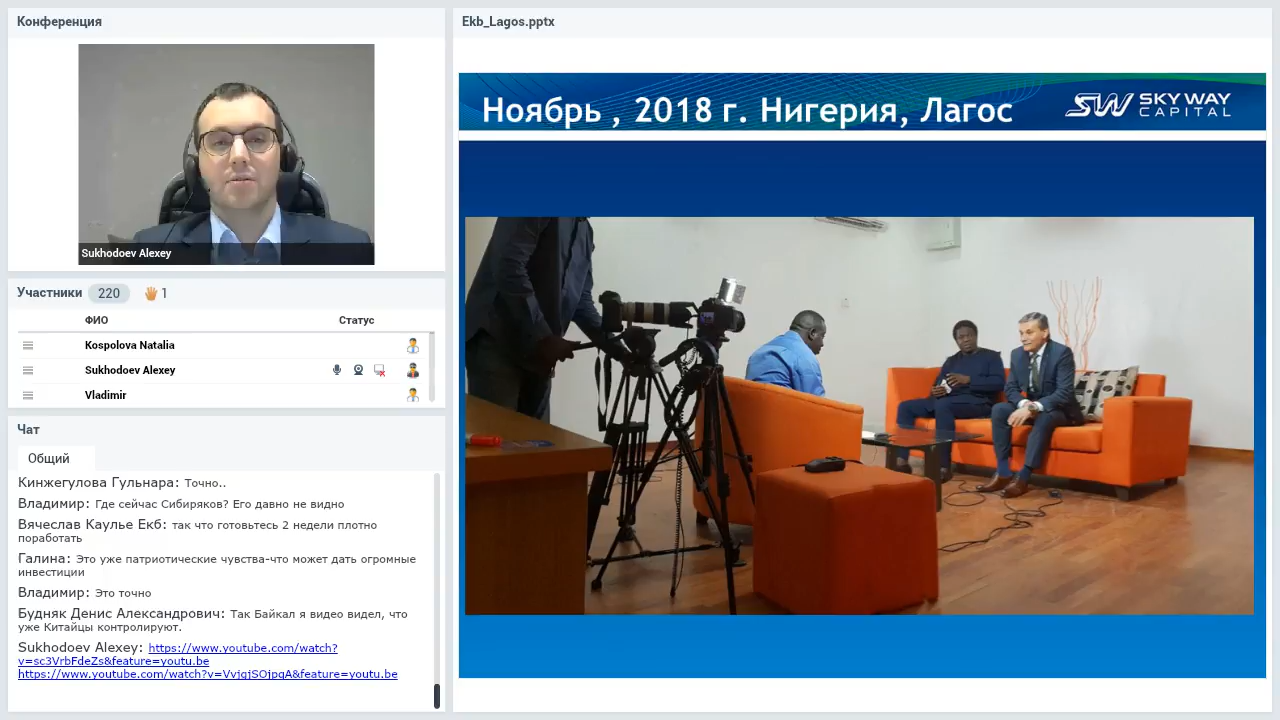 Конференция
Sukhodoev Alexey
Участники 220 1
ФИО Статус
Kospolova Natalia
Sukhodoev Alexey
Vladimir
Чат
Общий
Кинжегулова Гульнара: Точно..
Владимир: Где сейчас Сибиряков? Его давно не видно
Вячеслав Каулье Екб: так что готовьтесь 2 недели плотно
поработать
Галина: Это уже патриотические чувства-что может дать огромные
инвестиции
Владимир: Это точно
Будняк Денис Александрович: Так Байкал я видео видел, что
уже Китайцы контролируют.
Sukhodoev Alexey: https://www.youtube.com/watch?
v=sc3VrbFdeZs&feature=youtu.be
https://www.youtube.com/watch?v=VvjgjSOjpgA&feature=youtu.be
Ekb_Lagos.pptx
Ноябрь , 2018 г. Нигерия, Лагос
SW SKY WAY
CAPITAL